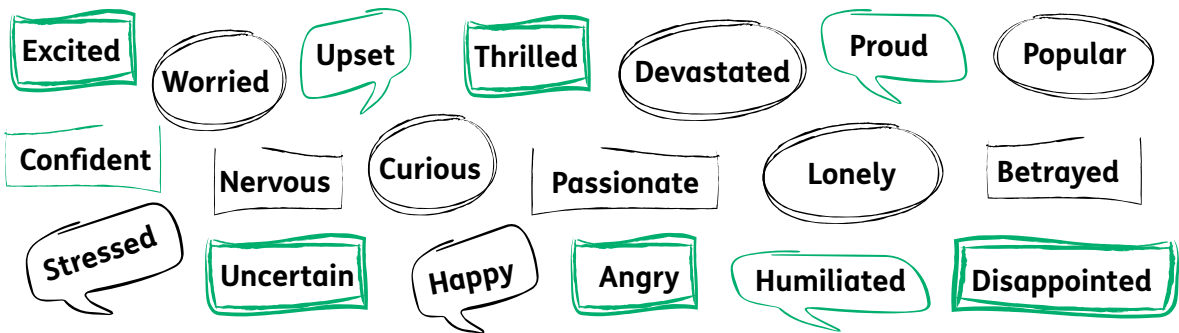 Excited
Worried
Upset
Thrilled
Devastated
Proud
Popular
Confident
Nervous
Curious
Passionate
Lonely
Betrayed
Stressed
Uncertain
Happy
Angry
Humiliated
Disappointed